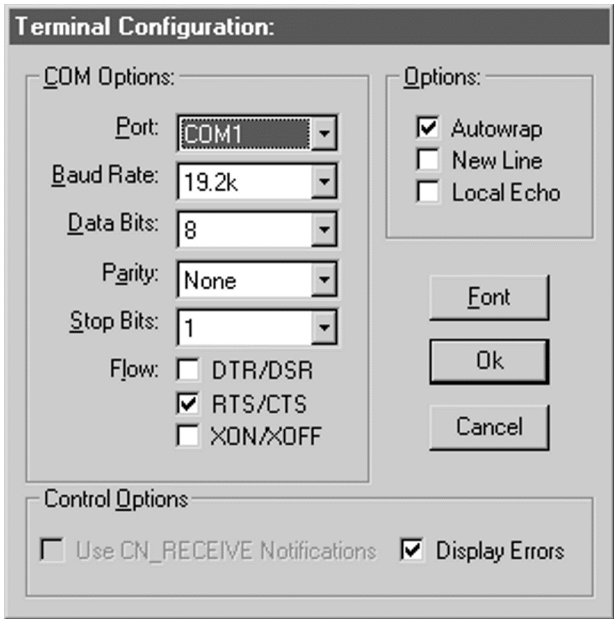 Terminal Configuration:
COM Options:
Port: COM1
Baud Rate: 19.2k
Data Bits: 8
Parity: None
Stop Bits: 1
Flow: DTR/DSR
RTS/CTS
XON/XOFF
Options:
Autowrap
New Line
Local Echo
Font
Ok
Cancel
Control Options
Use CN_RECEIVE Notifications Display Errors